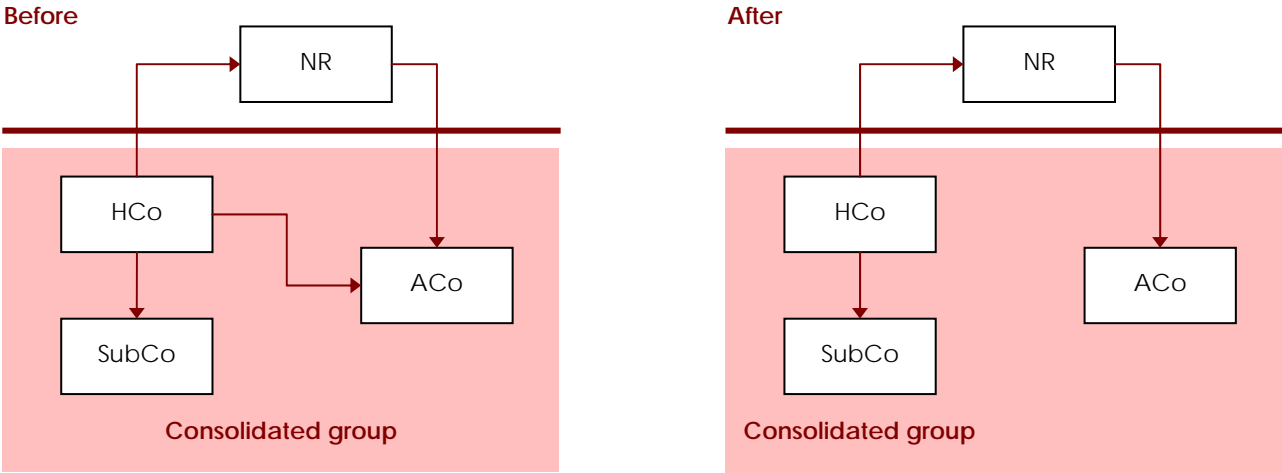 Before
NR
HCo
ACo
SubCo
Consolidated group
After
NR
HCo
ACo
SubCo
Consolidated group